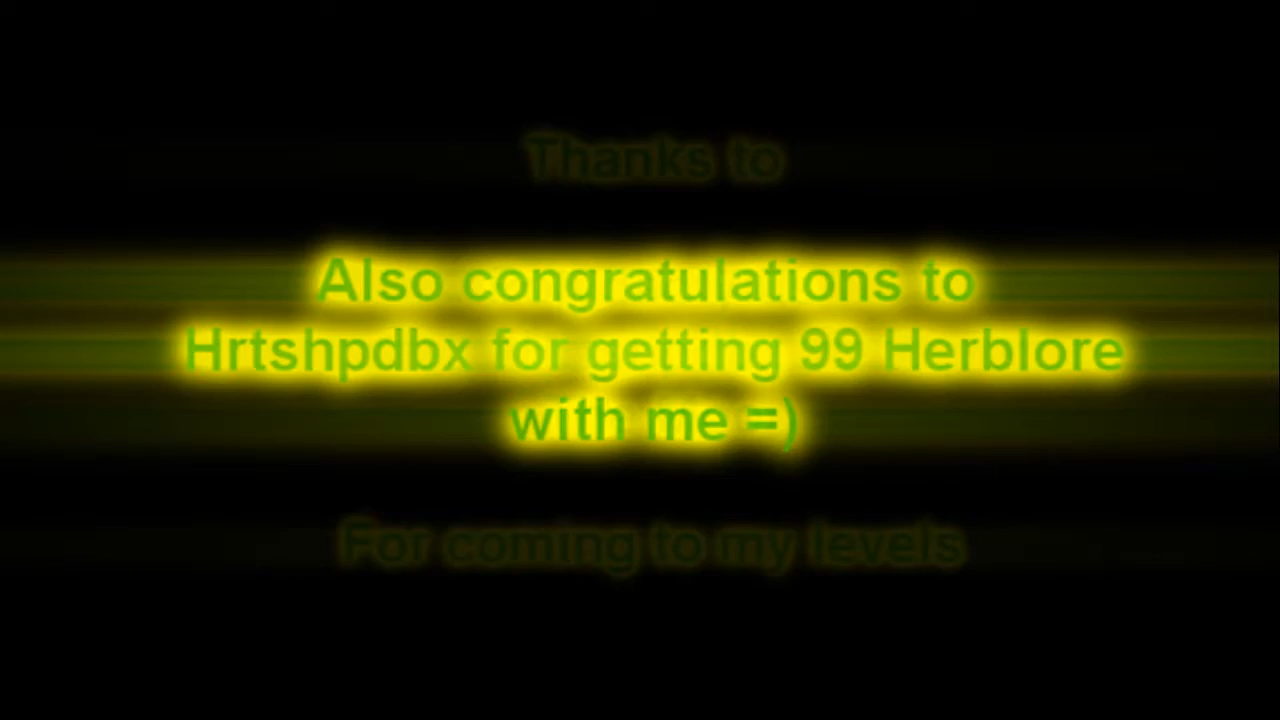 Thanks to
Also congratulations to
Hrtshpdbx for getting 99 Herblore
with me =)
For coming to my levels